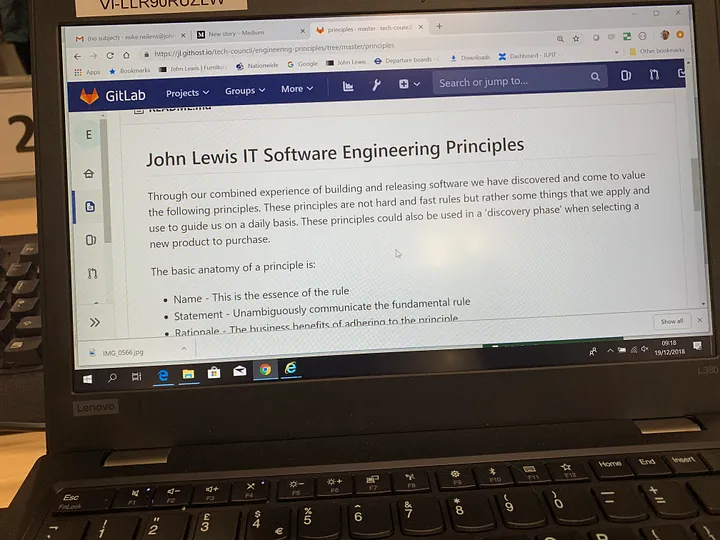 VI-LLR90RUZLW
2
(no subject) - mike.neilens@john
New story – Medium
principles · master · tech-counci
https://jl.githost.io/tech-council/engineering-principles/tree/master/principles
Apps
Bookmarks
John Lewis | Furnitur
Nationwide
Google
John Lewis
Departure boards
Downloads
Dashboard - JLPIT
Other bookmarks
GitLab
Projects
Groups
More
Search or jump to...
E
README.md
John Lewis IT Software Engineering Principles
Through our combined experience of building and releasing software we have discovered and come to value
the following principles. These principles are not hard and fast rules but rather some things that we apply and
use to guide us on a daily basis. These principles could also be used in a 'discovery phase' when selecting a
new product to purchase.
The basic anatomy of a principle is:
• Name - This is the essence of the rule
• Statement - Unambiguously communicate the fundamental rule
• Rationale - The business benefits of adhering to the principle
IMG_0566.jpg
Show all
09:18
19/12/2018
Lenovo
L380
Esc
FnLock
F1
F2
F3
F4
F5
F6
F7
F8
F9
F10
F11
F12
Home
End
Insert
! 1
" 2
£ 3
$ 4 €
% 5
^ 6
& 7
* 8
( 9
) 0
_ -
+ =